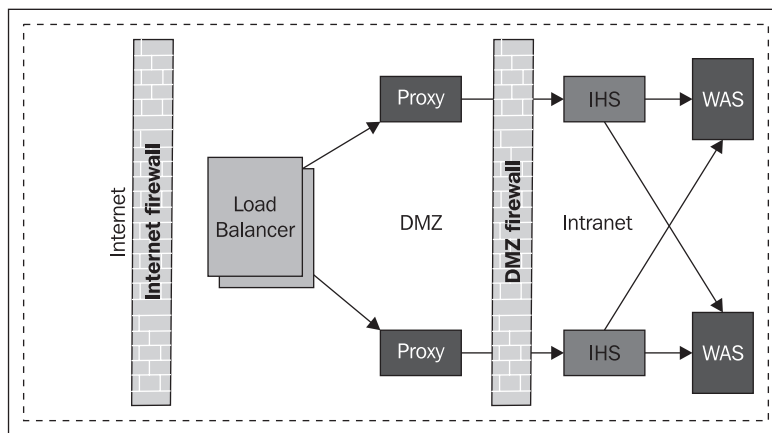 Internet
Internet firewall
Load
Balancer
Proxy
DMZ
Proxy
DMZ firewall
IHS
Intranet
IHS
WAS
WAS